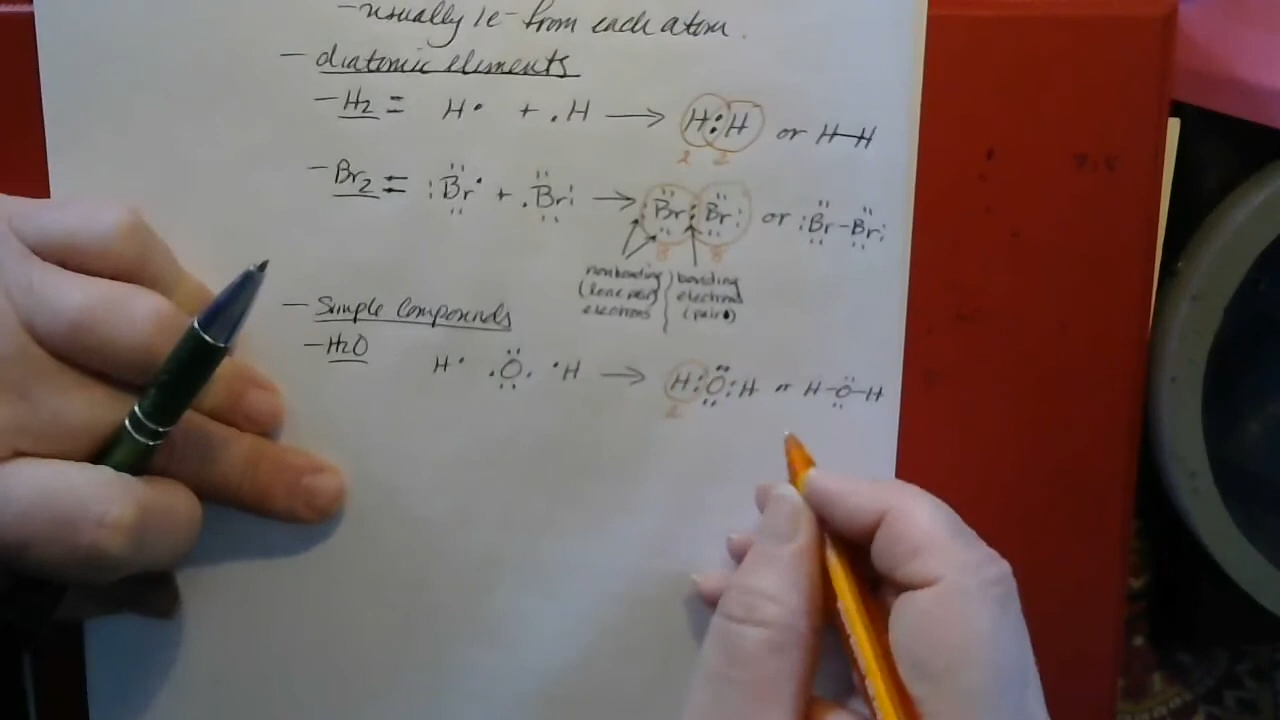 - usually 1e⁻ from each atom.
- diatomic elements
- H2 = H· + .H → H:H or H-H
2 2
- Br2 = :Br· + .Br: → :Br:Br: or :Br-Br:
8 8
nonbonding bonding
(lone pair) electrons
electrons (pairs)
- Simple Compounds
- H2O H· .O. ·H → H:O:H or H-O-H
2